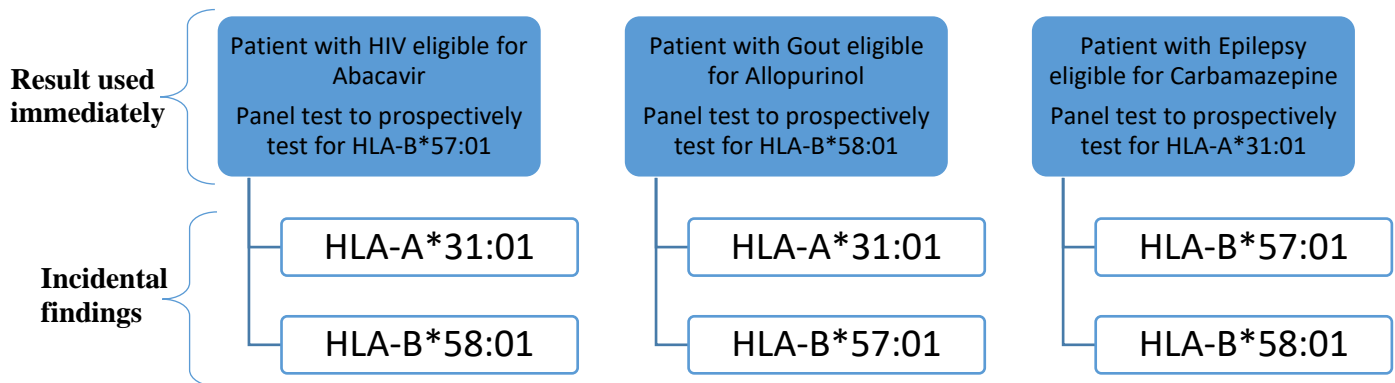 Result used
immediately
Patient with HIV eligible for
Abacavir
Panel test to prospectively
test for HLA-B*57:01
Patient with Gout eligible
for Allopurinol
Panel test to prospectively
test for HLA-B*58:01
Patient with Epilepsy
eligible for Carbamazepine
Panel test to prospectively
test for HLA-A*31:01
Incidental
findings
HLA-A*31:01
HLA-B*58:01
HLA-A*31:01
HLA-B*57:01
HLA-B*57:01
HLA-B*58:01